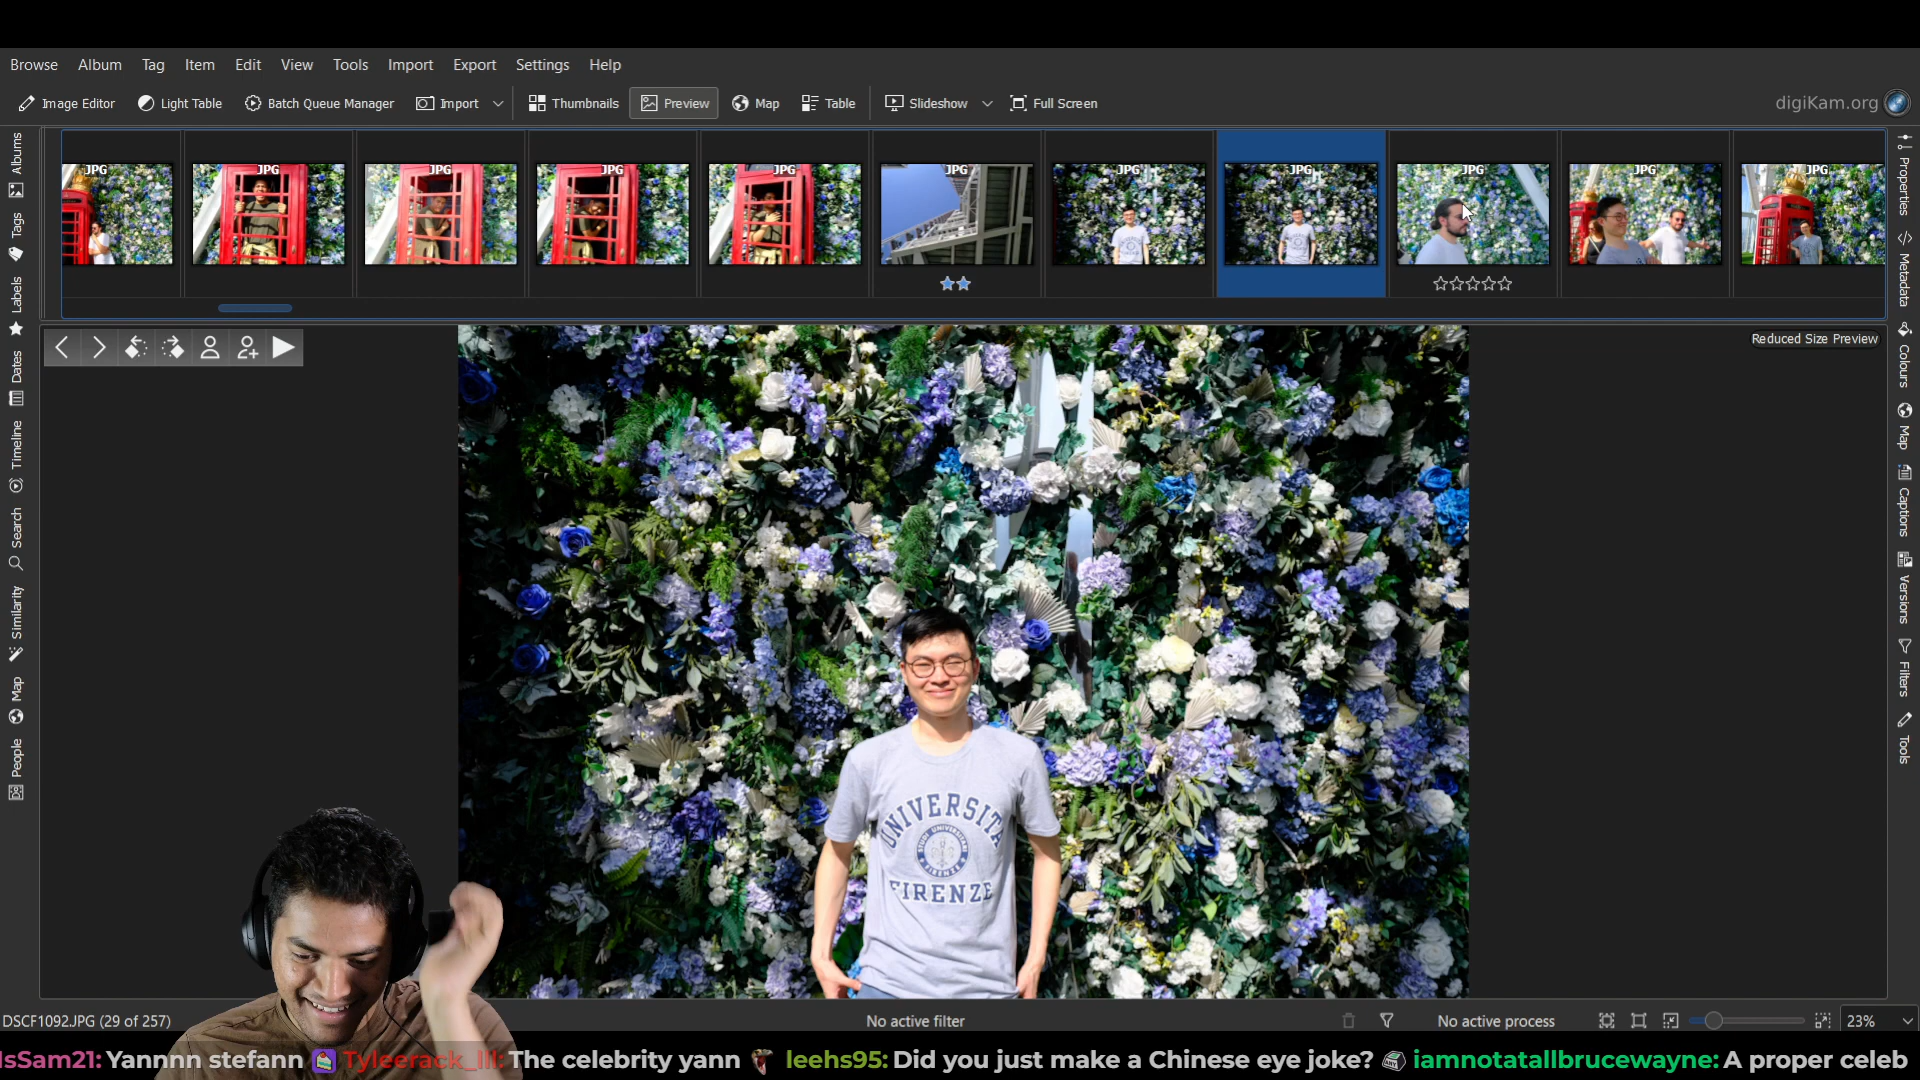 Browse Album Tag Item Edit View Tools Import Export Settings Help
Image Editor Light Table Batch Queue Manager Import Thumbnails Preview Map Table Slideshow Full Screen digiKam.org
Albums
Tags
Labels
Dates
Timeline
Search
Similarity
Map
People
JPG JPG JPG JPG JPG JPG JPG JPG JPG JPG JPG
Reduced Size Preview
UNIVERSITA
FIRENZE
Properties
Metadata
Colours
Map
Captions
Versions
Filters
Tools
DSCF1092.JPG (29 of 257) No active filter No active process 23%
IsSam21: Yannnn stefann Tyleerack_III: The celebrity yann leehs95: Did you just make a Chinese eye joke? iamnotatallbrucewayne: A proper celeb